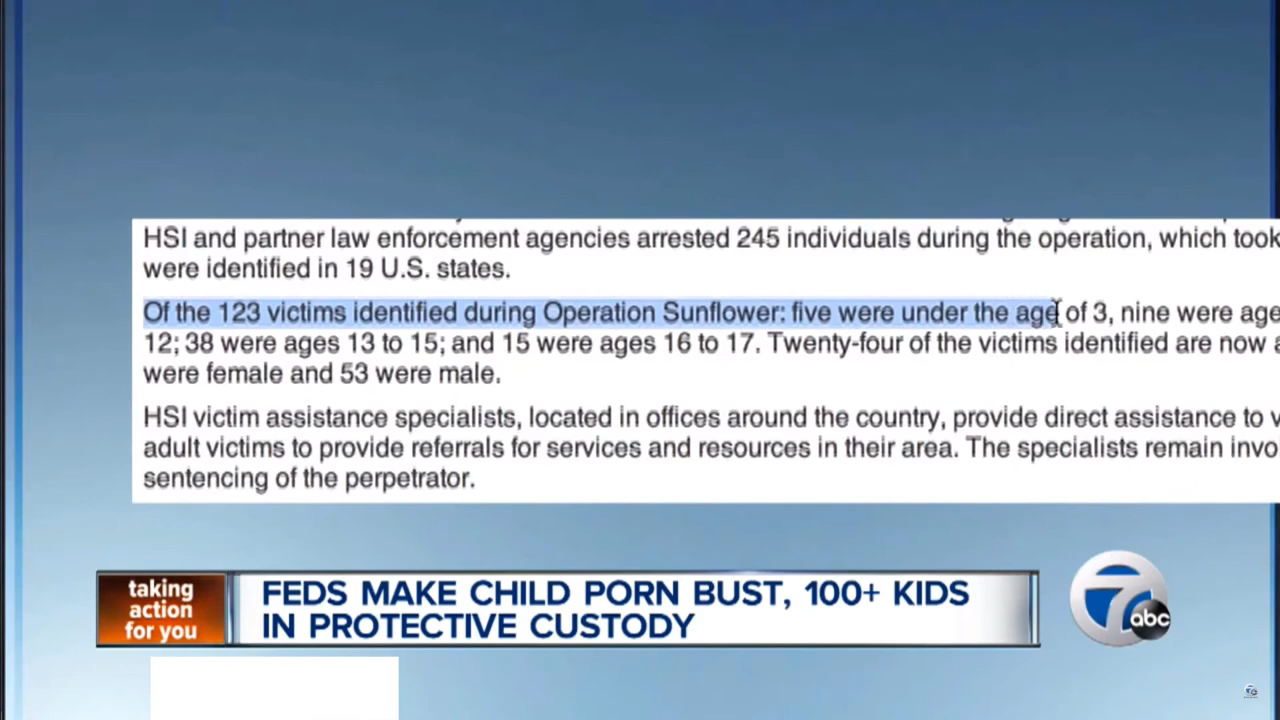 HSI and partner law enforcement agencies arrested 245 individuals during the operation, which took
were identified in 19 U.S. states.
Of the 123 victims identified during Operation Sunflower: five were under the age of 3, nine were age
12; 38 were ages 13 to 15; and 15 were ages 16 to 17. Twenty-four of the victims identified are now a
were female and 53 were male.
HSI victim assistance specialists, located in offices around the country, provide direct assistance to v
adult victims to provide referrals for services and resources in their area. The specialists remain invo
sentencing of the perpetrator.
taking
action
for you
FEDS MAKE CHILD PORN BUST, 100+ KIDS
IN PROTECTIVE CUSTODY
7
abc